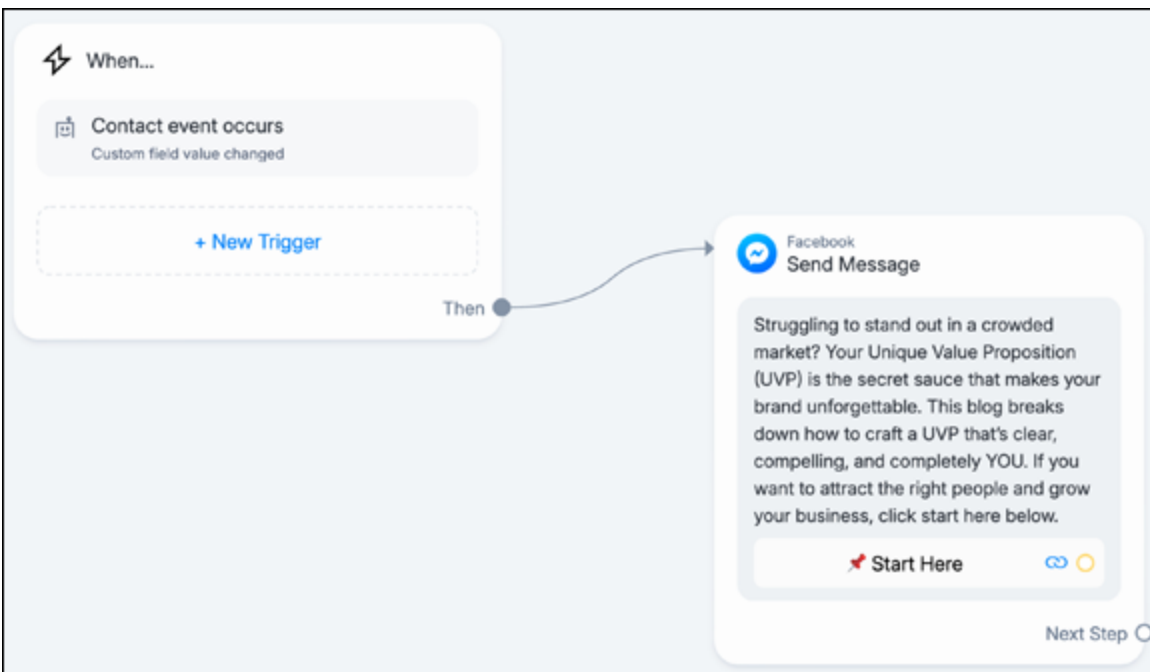 When...
Contact event occurs
Custom field value changed
+ New Trigger
Then
Facebook
Send Message
Struggling to stand out in a crowded
market? Your Unique Value Proposition
(UVP) is the secret sauce that makes your
brand unforgettable. This blog breaks
down how to craft a UVP that's clear,
compelling, and completely YOU. If you
want to attract the right people and grow
your business, click start here below.
📌 Start Here
Next Step